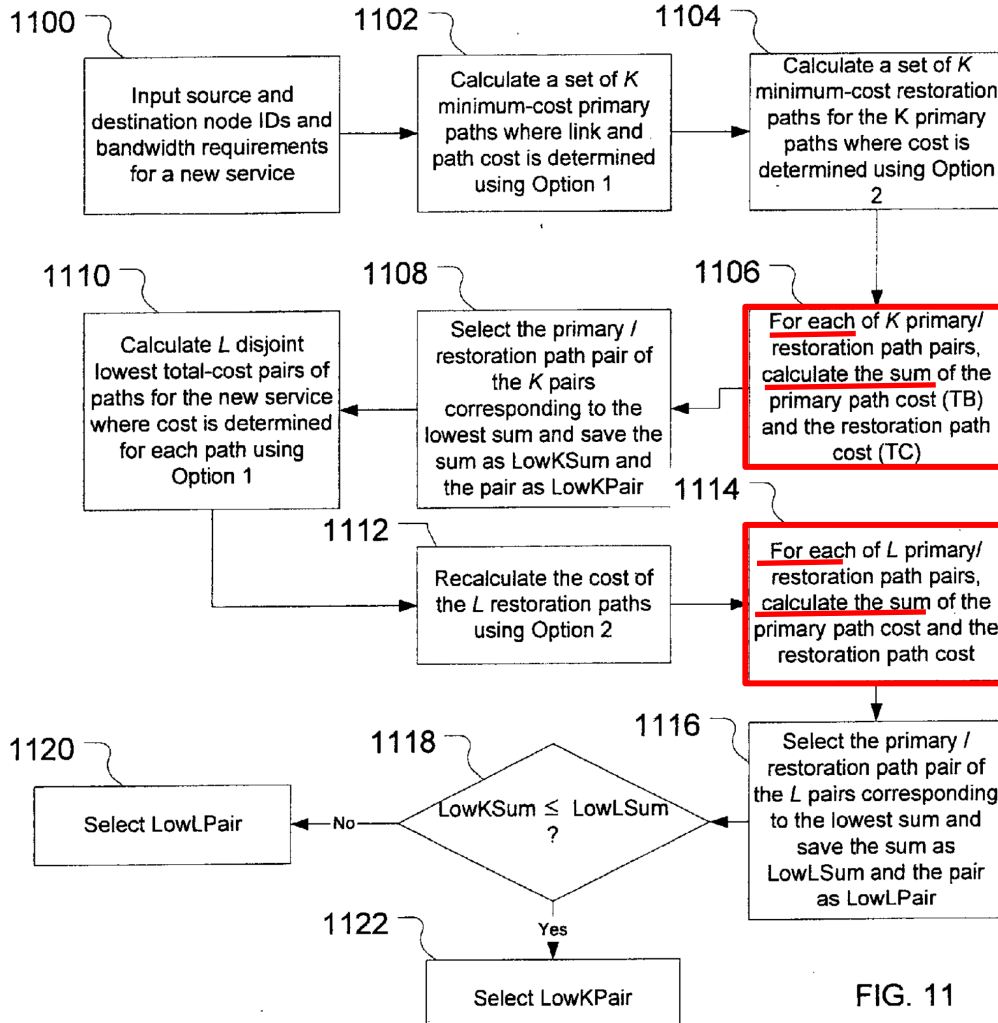 1100
Input source and
destination node IDs and
bandwidth requirements
for a new service
1102
Calculate a set of K
minimum-cost primary
paths where link and
path cost is determined
using Option 1
1104
Calculate a set of K
minimum-cost restoration
paths for the K primary
paths where cost is
determined using Option
2
1106
For each of K primary/
restoration path pairs,
calculate the sum of the
primary path cost (TB)
and the restoration path
cost (TC)
1108
Select the primary /
restoration path pair of
the K pairs
corresponding to the
lowest sum and save the
sum as LowKSum and
the pair as LowKPair
1110
Calculate L disjoint
lowest total-cost pairs of
paths for the new service
where cost is determined
for each path using
Option 1
1112
Recalculate the cost of
the L restoration paths
using Option 2
1114
For each of L primary/
restoration path pairs,
calculate the sum of the
primary path cost and the
restoration path cost
1116
Select the primary /
restoration path pair of
the L pairs corresponding
to the lowest sum and
save the sum as
LowLSum and the pair
as LowLPair
1118
LowKSum ≤ LowLSum
?
No
1120
Select LowLPair
Yes
1122
Select LowKPair
FIG. 11